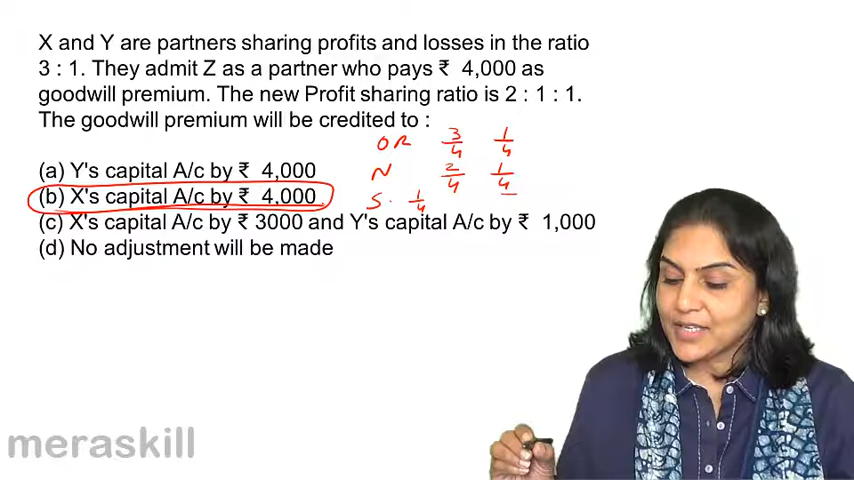 X and Y are partners sharing profits and losses in the ratio
3 : 1. They admit Z as a partner who pays ₹ 4,000 as
goodwill premium. The new Profit sharing ratio is 2 : 1 : 1.
The goodwill premium will be credited to :
OR 3/4 1/4
(a) Y's capital A/c by ₹ 4,000
N 2/4 1/4
(b) X's capital A/c by ₹ 4,000
S. 1/4
(c) X's capital A/c by ₹ 3000 and Y's capital A/c by ₹ 1,000
(d) No adjustment will be made
meraskill